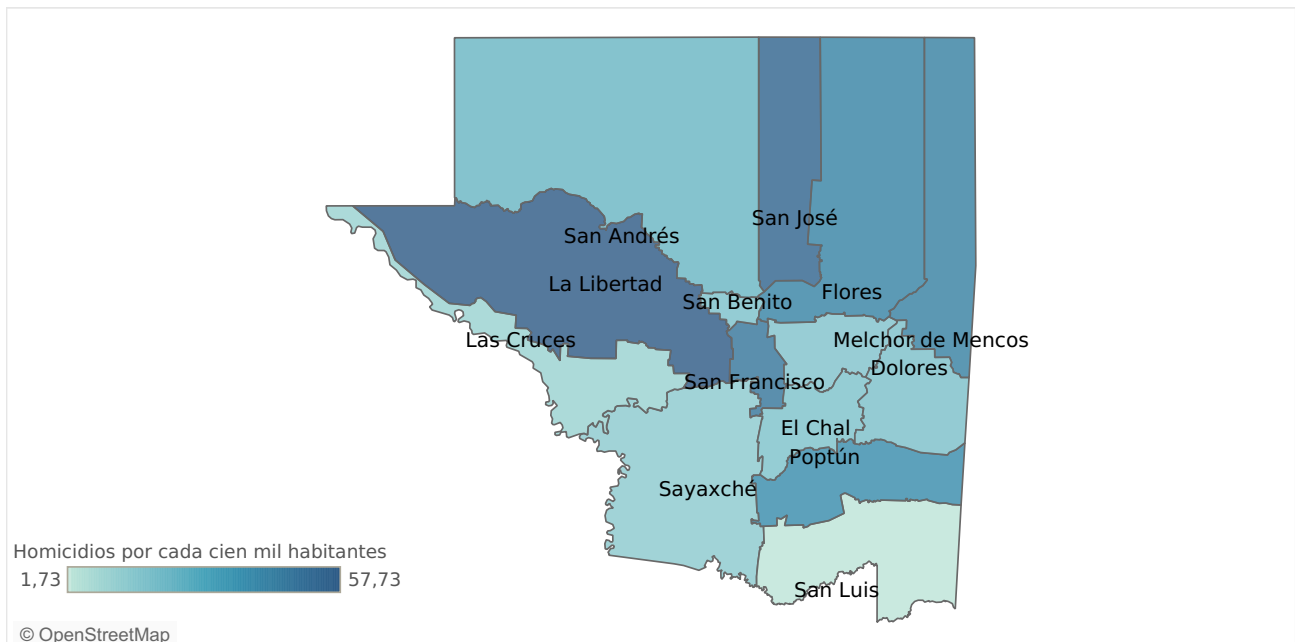 San José
San Andrés
La Libertad
Flores
San Benito
Las Cruces
Melchor de Mencos
Dolores
San Francisco
El Chal
Poptún
Sayaxché
Homicidios por cada cien mil habitantes
1,73
57,73
San Luis
© OpenStreetMap